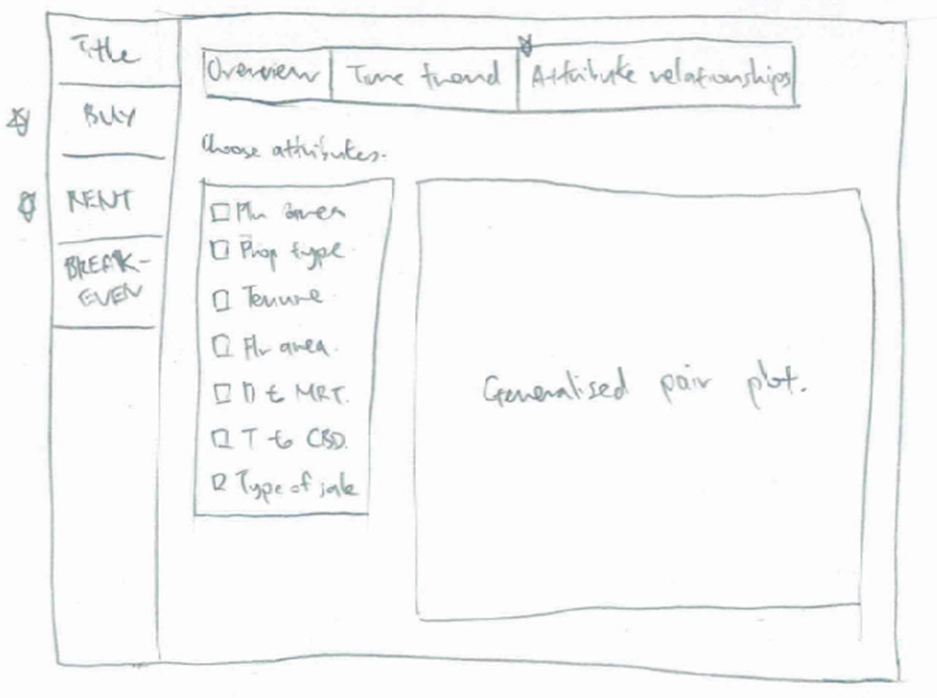 Title
BUY
RENT
BREAK-
EVEN
Overview
Time trend
Attribute relationships
Choose attributes.
Pln area
Prop type
Tenure
Flr area.
D to MRT.
T to CBD.
Type of sale
Generalised pair plot.